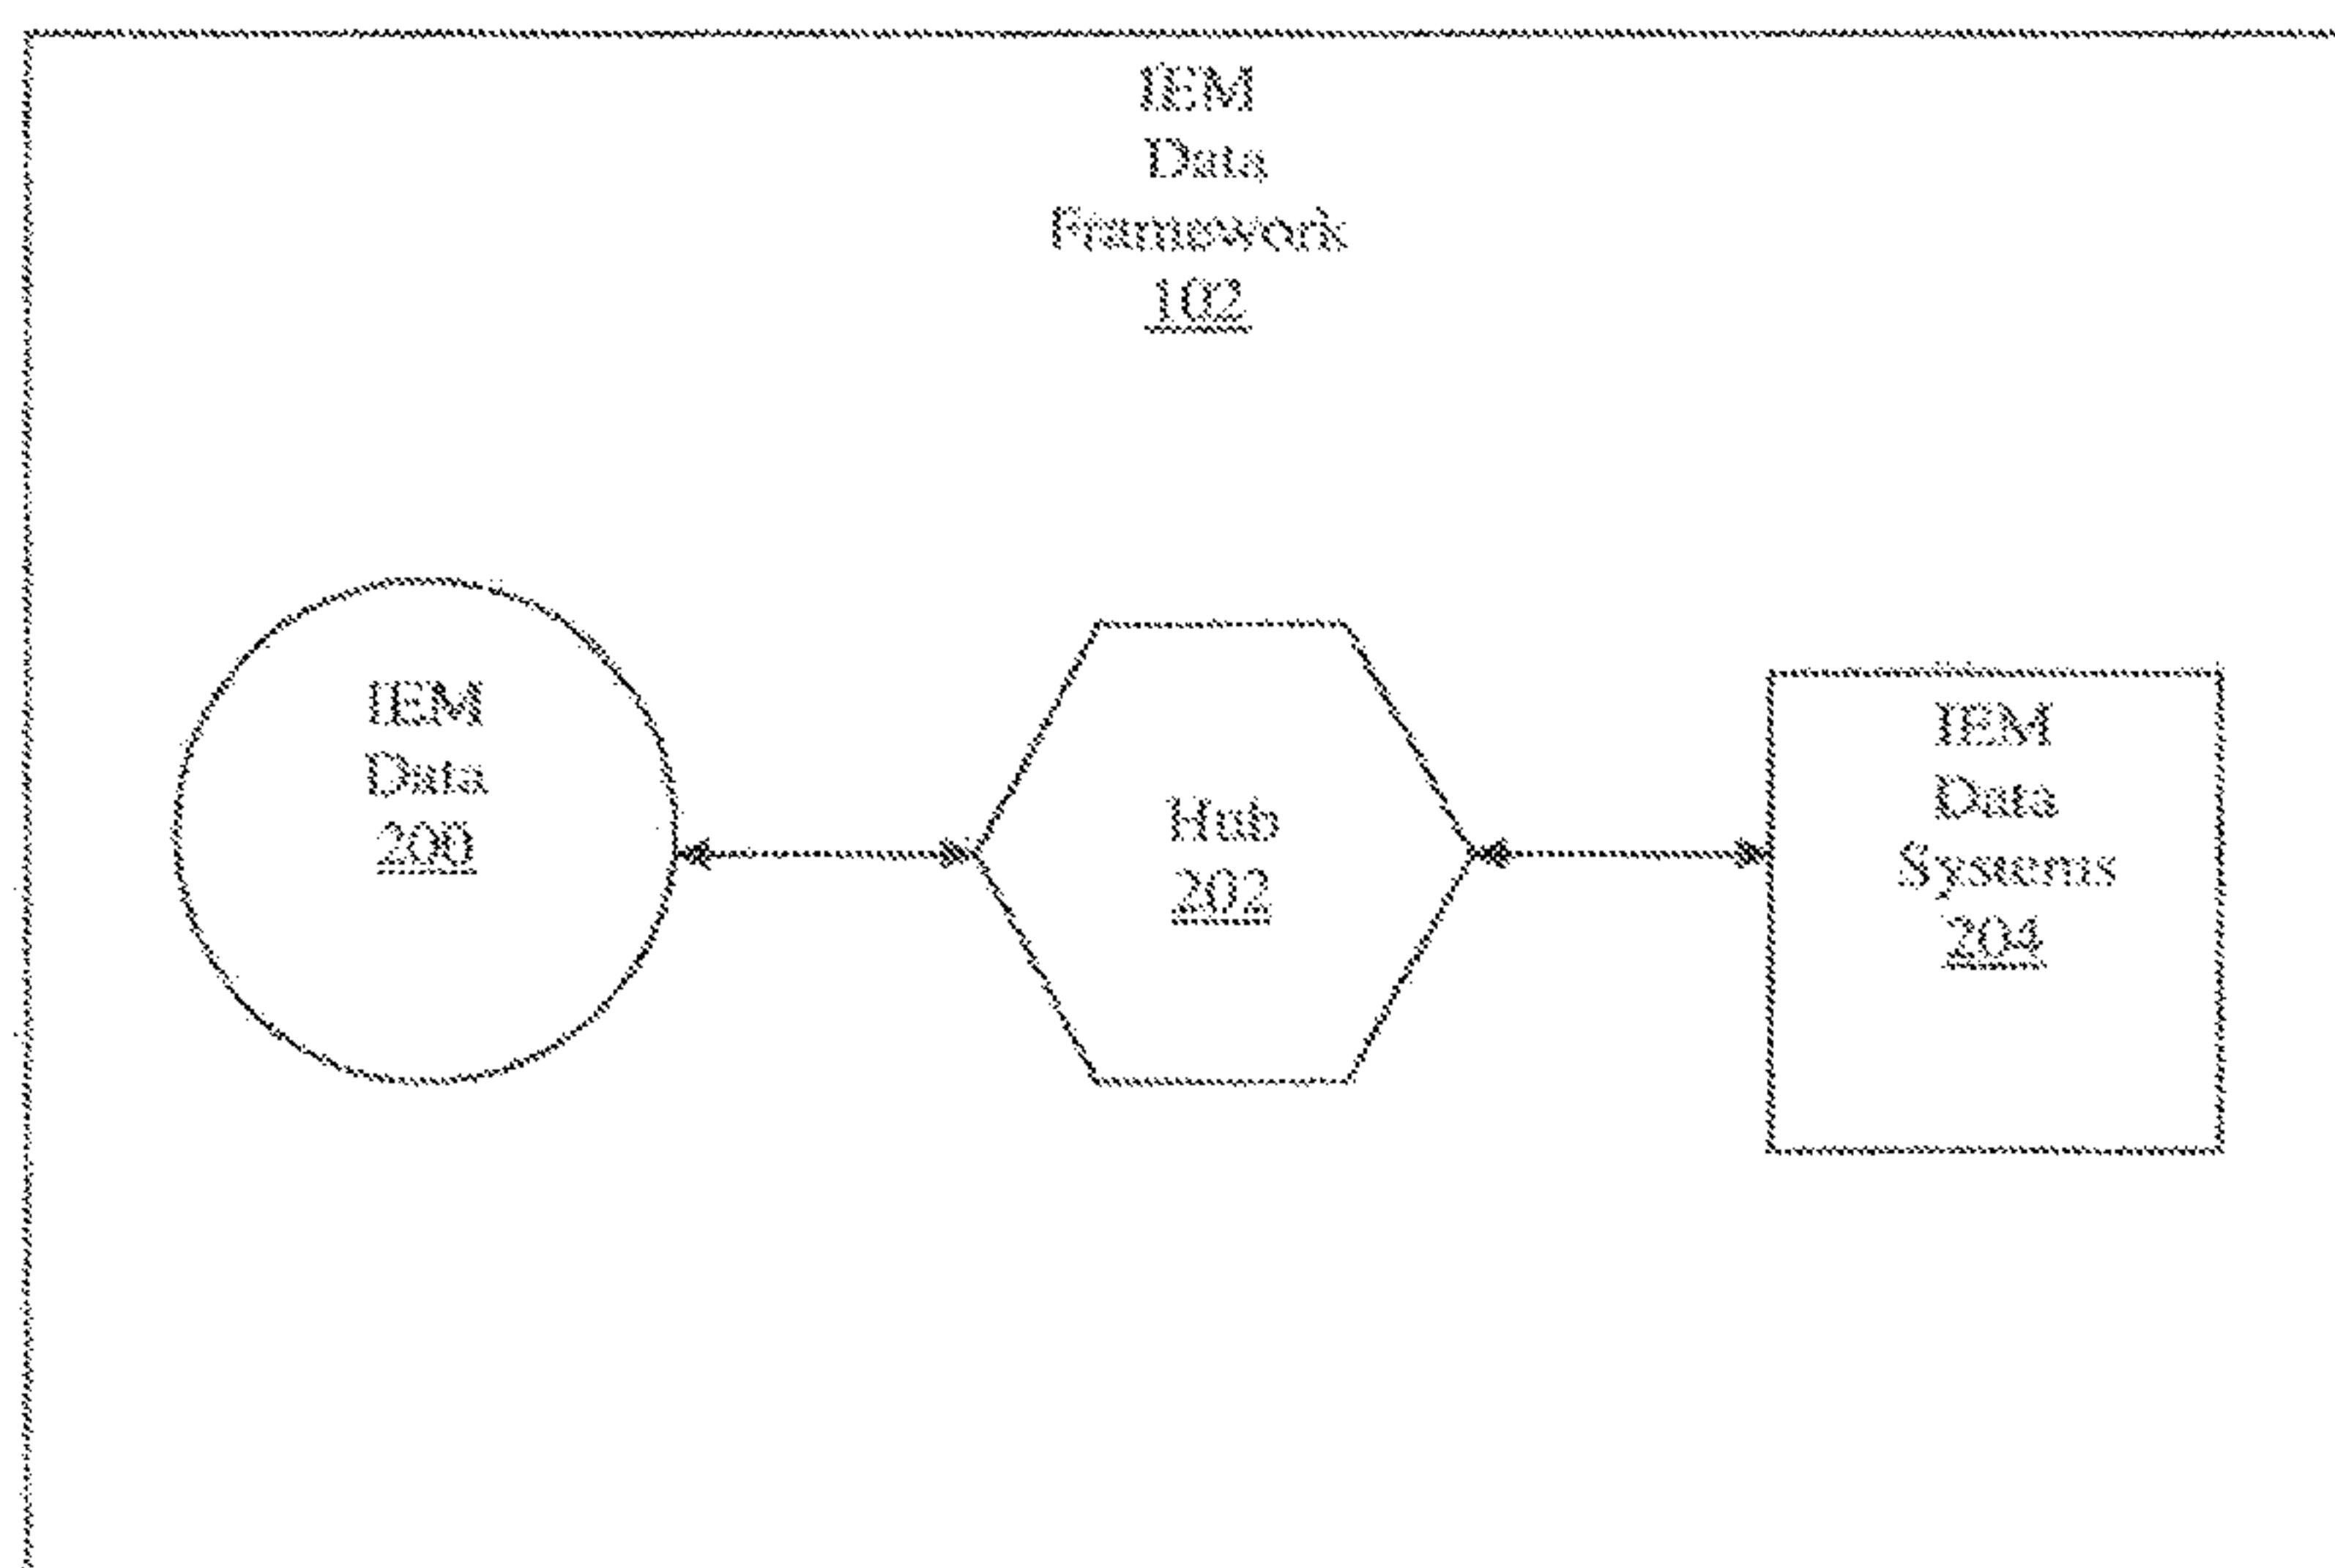 IEM
Data
Framework
102
IEM
Data
200
Hub
202
IEM
Data
Systems
204